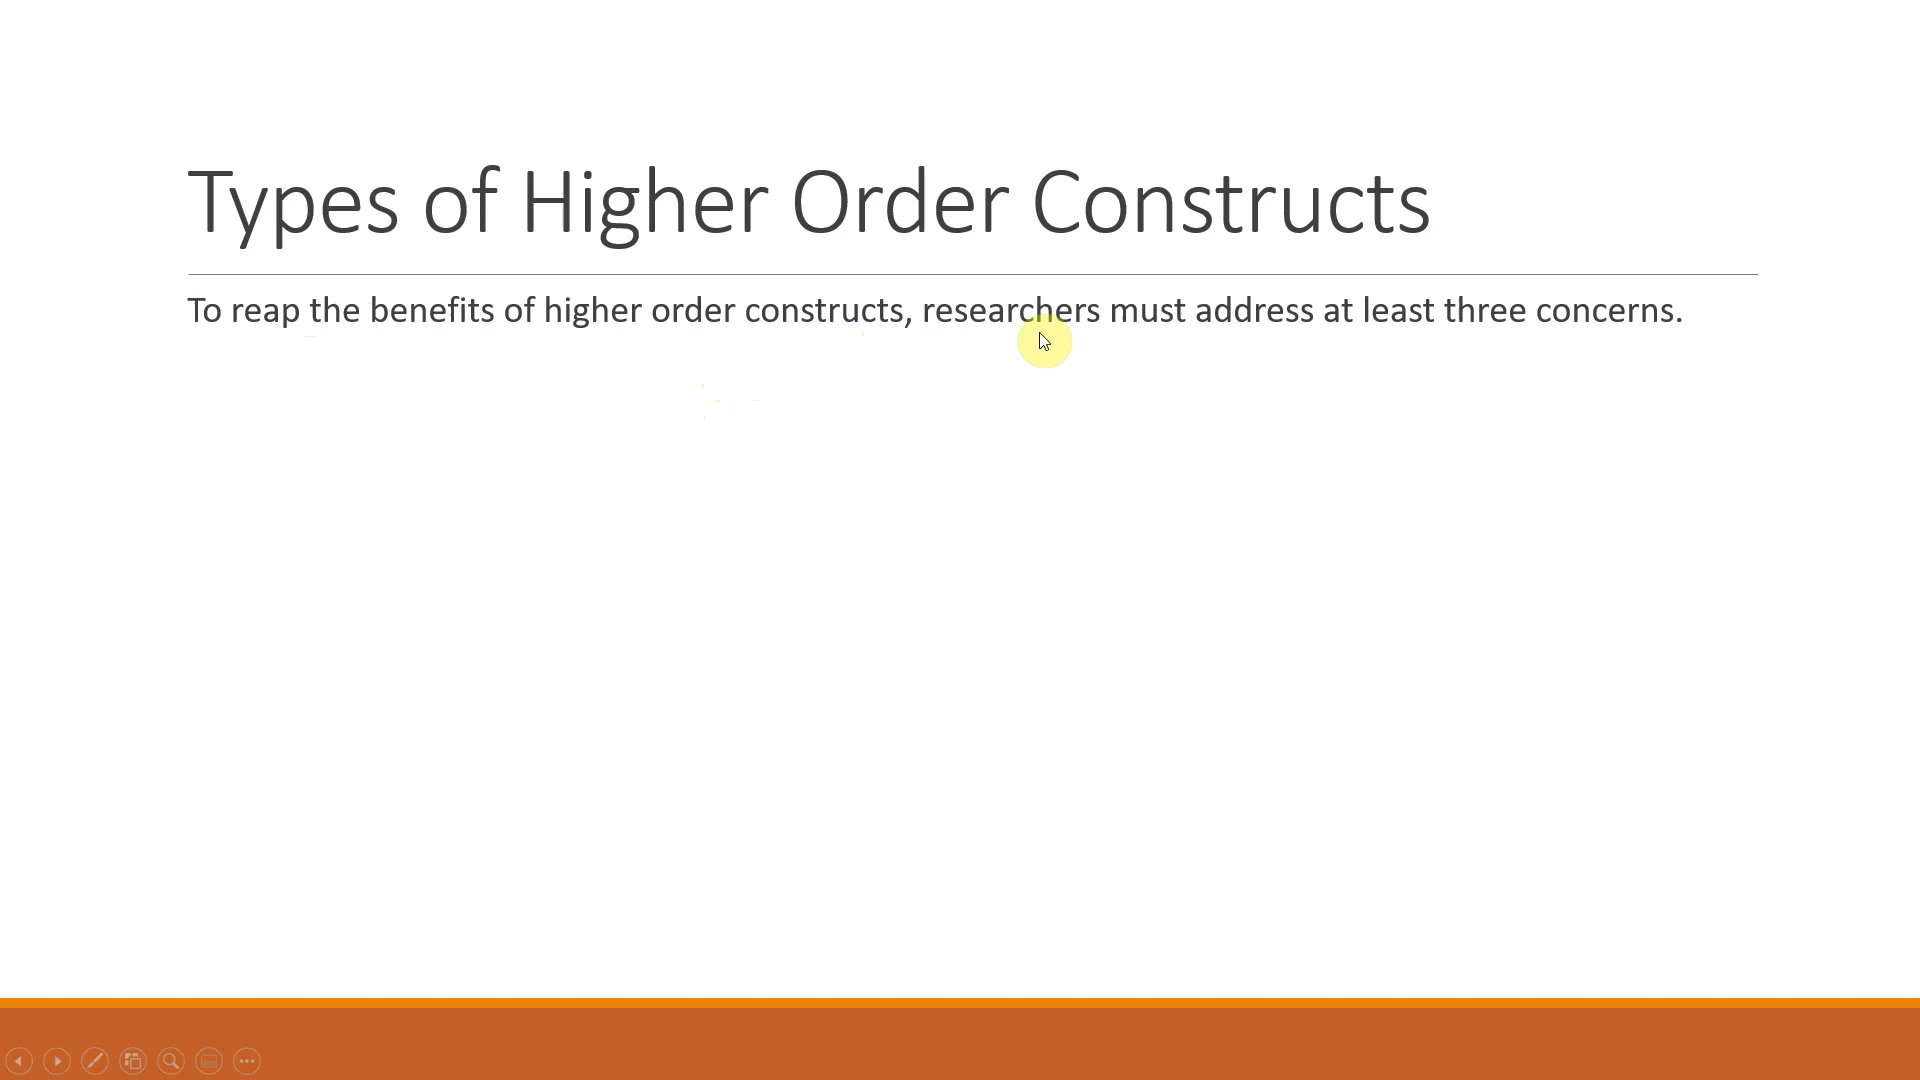 Types of Higher Order Constructs
To reap the benefits of higher order constructs, researchers must address at least three concerns.